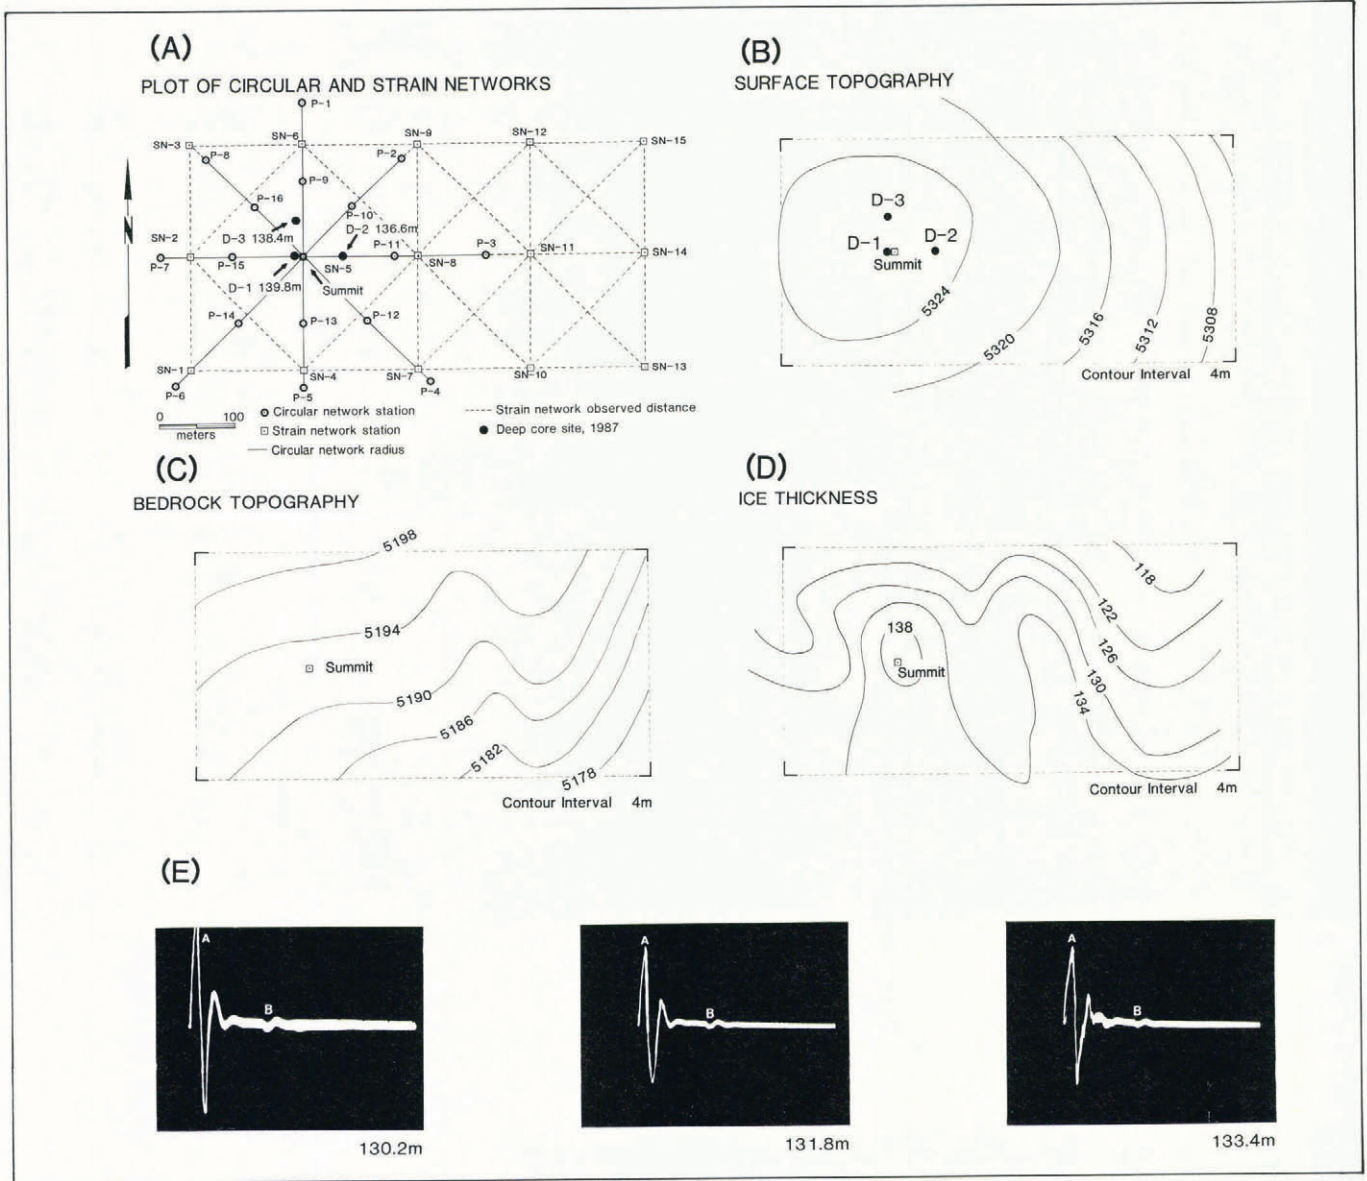 (A)
PLOT OF CIRCULAR AND STRAIN NETWORKS
P-1
SN-3
SN-6
SN-9
SN-12
SN-15
P-8
P-2
P-9
P-16
P-10
N
D-3 138.4m
D-2 136.6m
SN-2
P-11
P-3
SN-11
SN-14
P-7
P-15
SN-5
SN-8
D-1 139.8m
Summit
P-14
P-13
P-12
SN-1
SN-4
SN-7
SN-10
SN-13
P-6
P-5
P-4
0 100
meters
Circular network station
Strain network station
Circular network radius
Strain network observed distance
Deep core site, 1987
(B)
SURFACE TOPOGRAPHY
D-3
D-1
D-2
Summit
5324
5320
5316
5312
5308
Contour Interval 4m
(C)
BEDROCK TOPOGRAPHY
5198
5194
Summit
5190
5186
5182
5178
Contour Interval 4m
(D)
ICE THICKNESS
118
122
138
126
Summit
130
134
Contour Interval 4m
(E)
A
B
130.2m
A
B
131.8m
A
B
133.4m